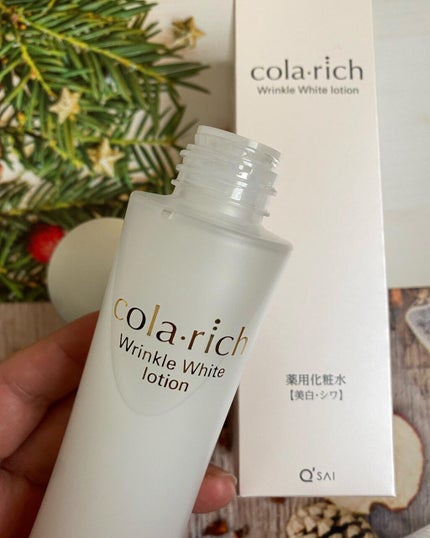 cola·rich
Wrinkle White lotion
cola·rich
Wrinkle White
lotion
薬用化粧水
【美白・シワ】
Q'SAI